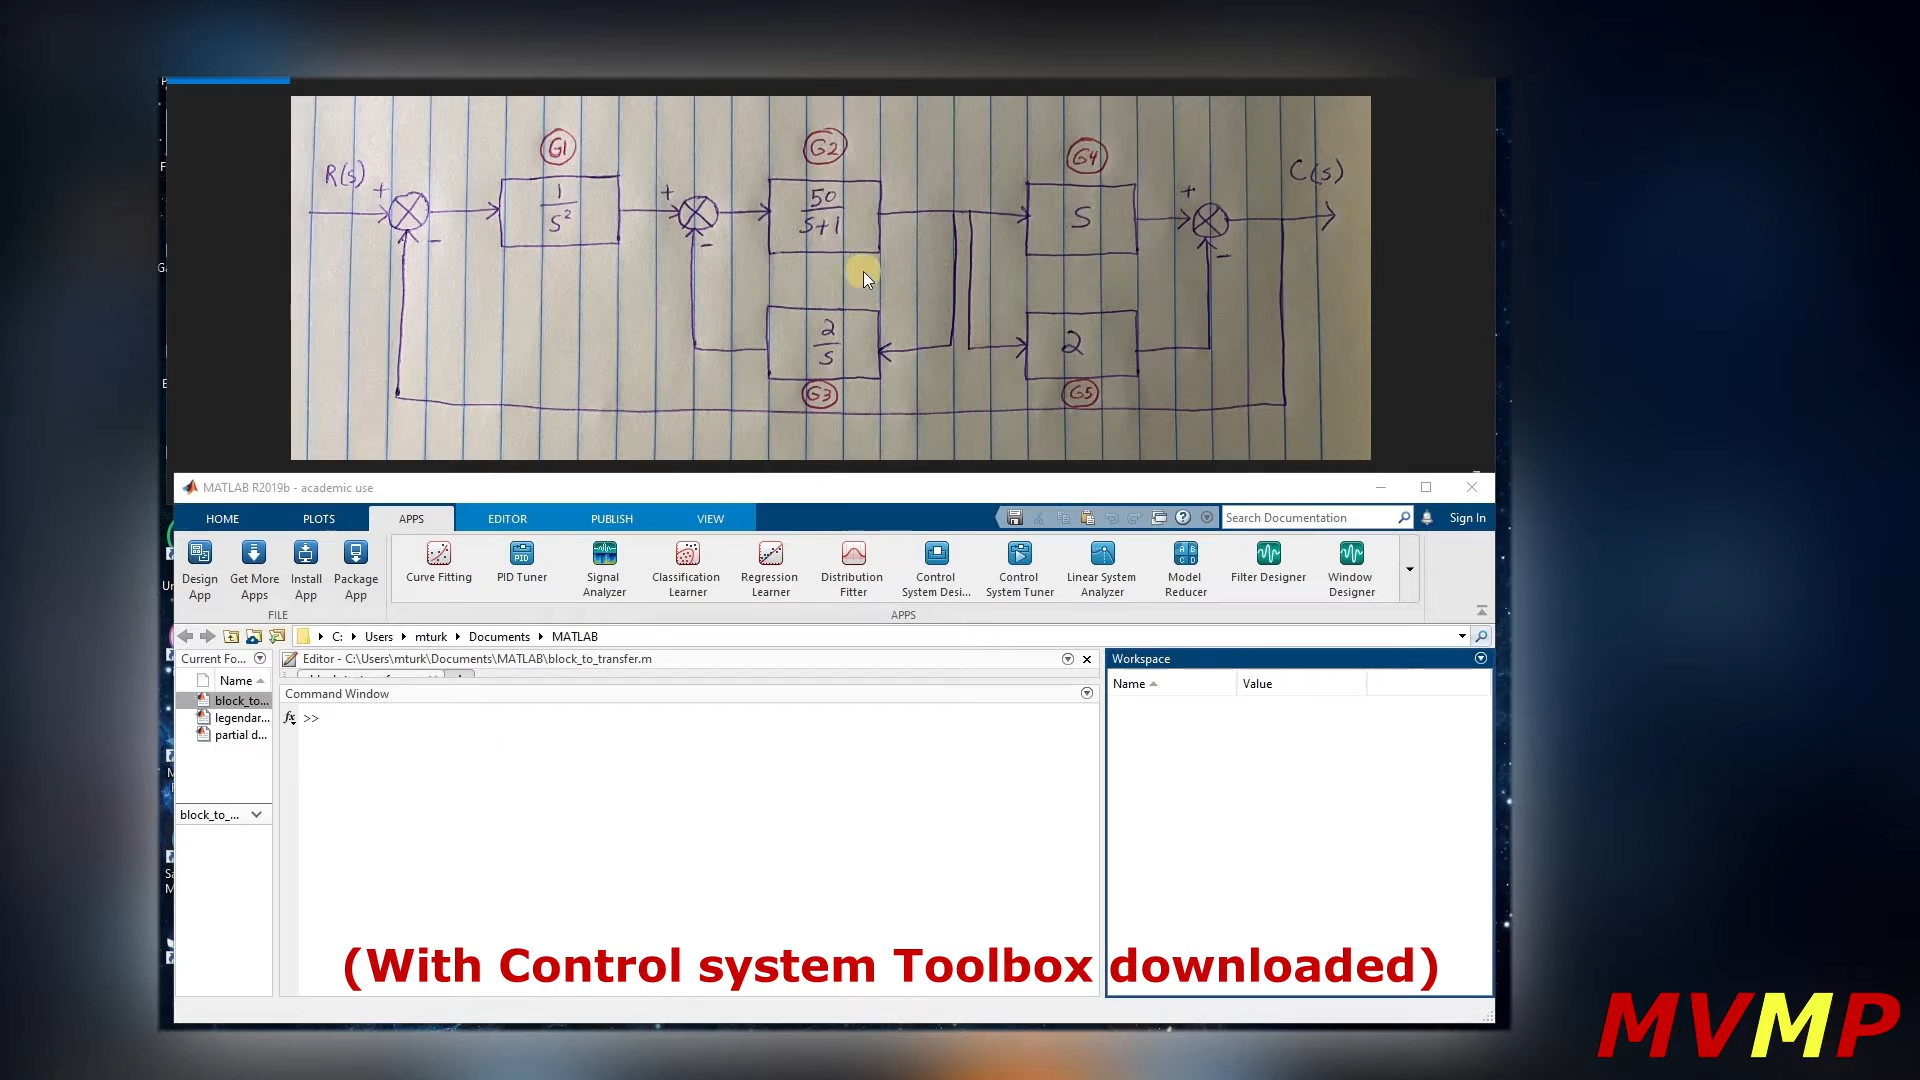 G1
G2
G4
R(s)
+
-
1
s²
+
-
50
s+1
S
+
-
C(s)
2
s
2
G3
G5
MATLAB R2019b - academic use
HOME PLOTS APPS EDITOR PUBLISH VIEW
Search Documentation
Sign In
Design App
Get More Apps
Install App
Package App
Curve Fitting
PID
PID Tuner
Signal Analyzer
Classification Learner
Regression Learner
Distribution Fitter
Control System Desi...
Control System Tuner
Linear System Analyzer
Model Reducer
Filter Designer
Window Designer
FILE
APPS
C: Users mturk Documents MATLAB
Current Fo...
Editor - C:\Users\mturk\Documents\MATLAB\block_to_transfer.m
Workspace
Name
Name Value
Command Window
block_to...
legendar...
partial d...
fx >>
block_to_...
(With Control system Toolbox downloaded)
MVMP